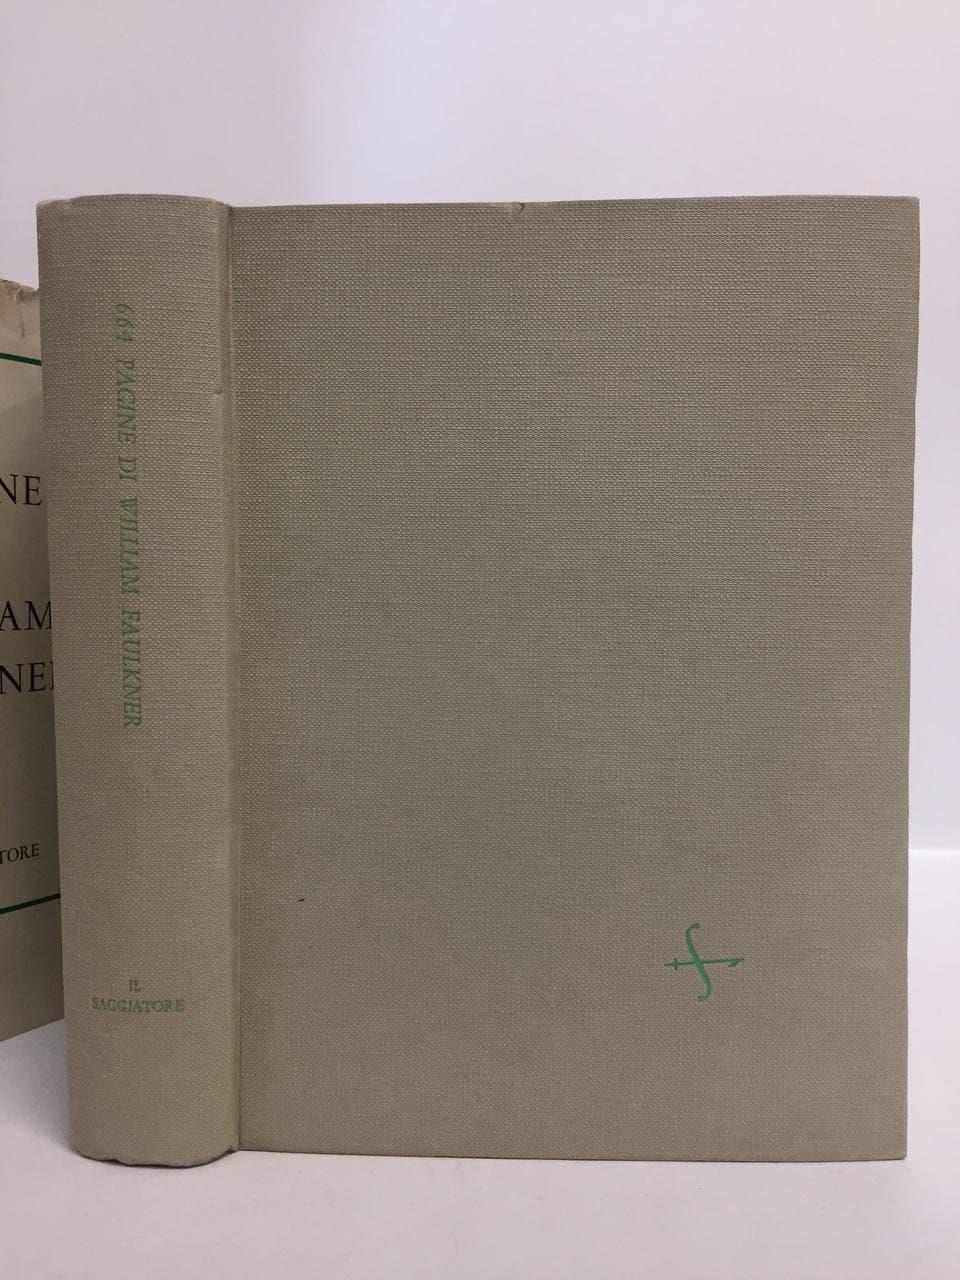 NE
AM
NE
TORE
664 PAGINE DI WILLIAM FAULKNER
IL
SAGGIATORE
f